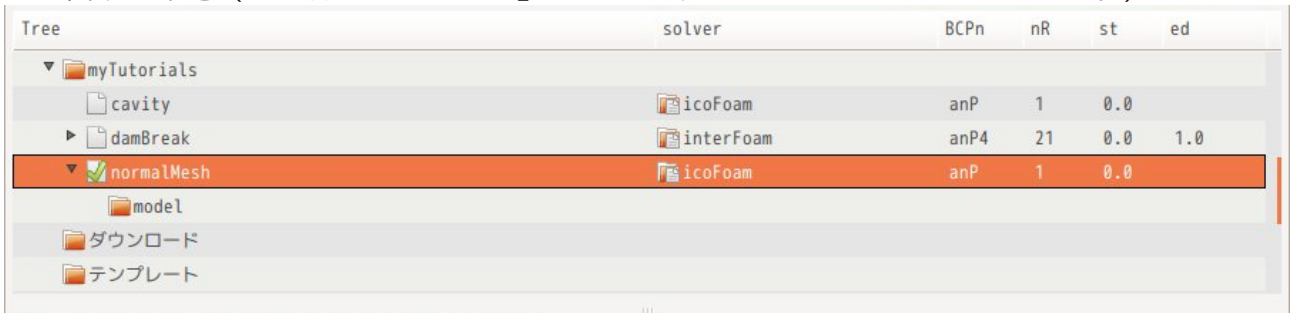 Tree solver BCPn nR st ed
myTutorials
cavity icoFoam anP 1 0.0
damBreak interFoam anP4 21 0.0 1.0
normalMesh icoFoam anP 1 0.0
model
ダウンロード
テンプレート